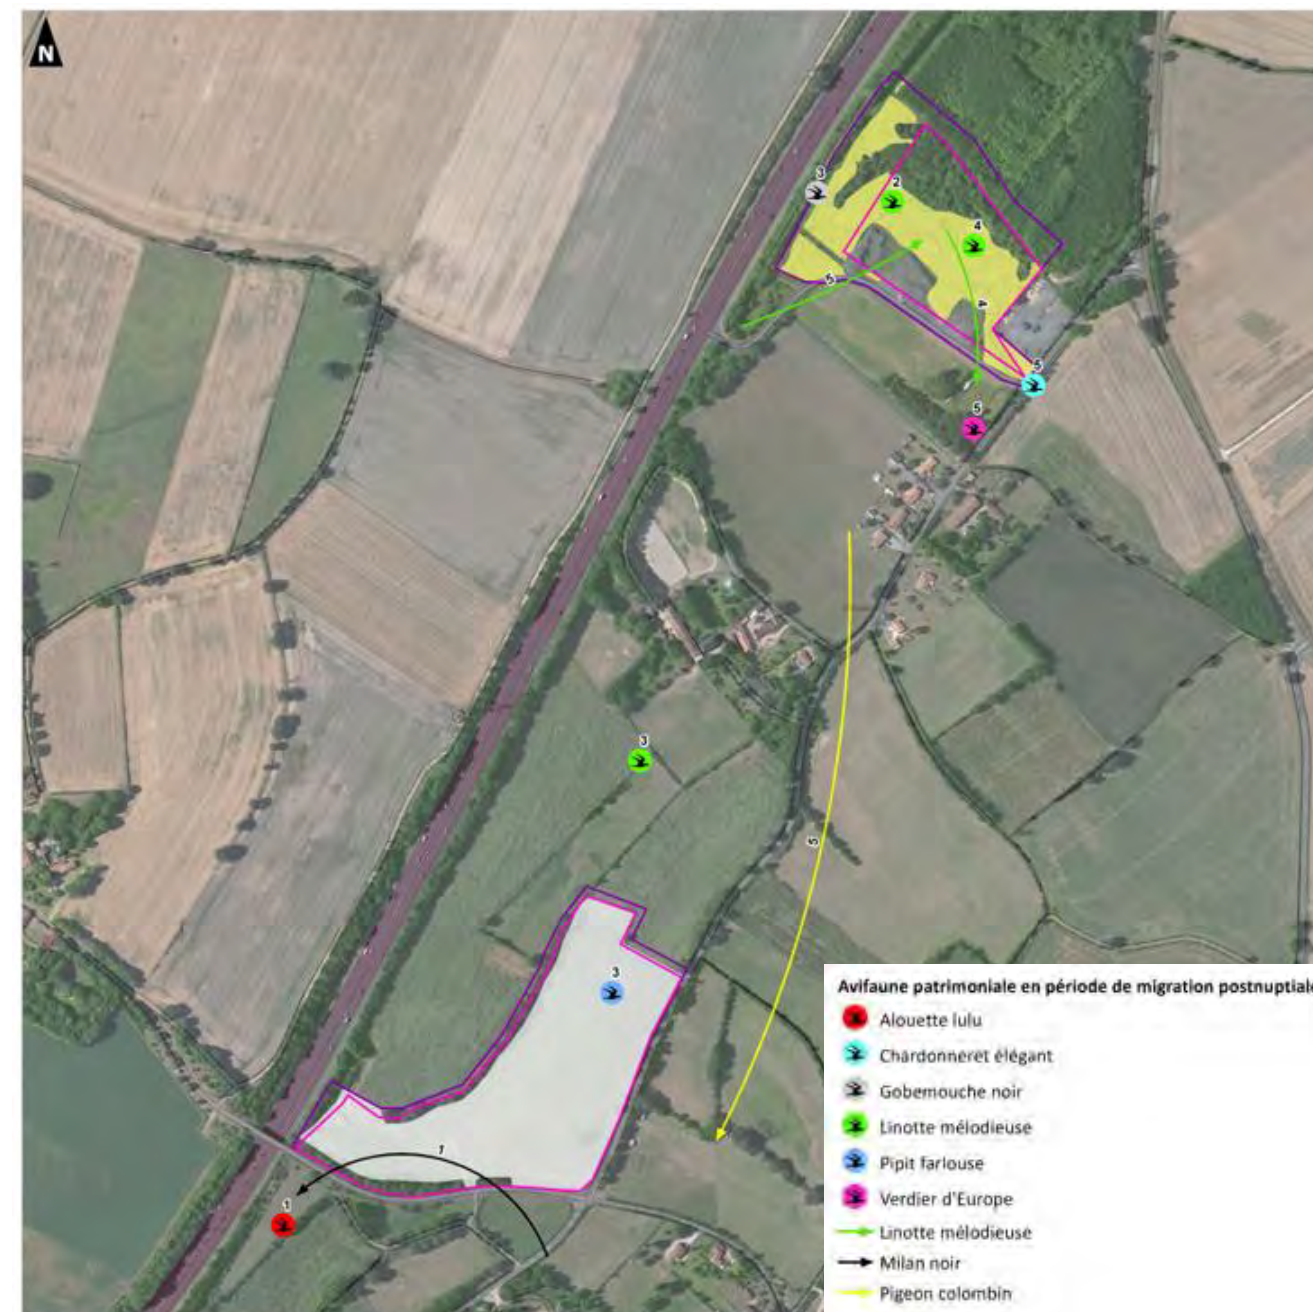 N
3
2
4
5
4
5
5
3
5
3
1
1
Avifaune patrimoniale en période de migration postnuptiale
Alouette lulu
Chardonneret élégant
Gobemouche noir
Linotte mélodieuse
Pipit farlouse
Verdier d'Europe
Linotte mélodieuse
Milan noir
Pigeon colombin